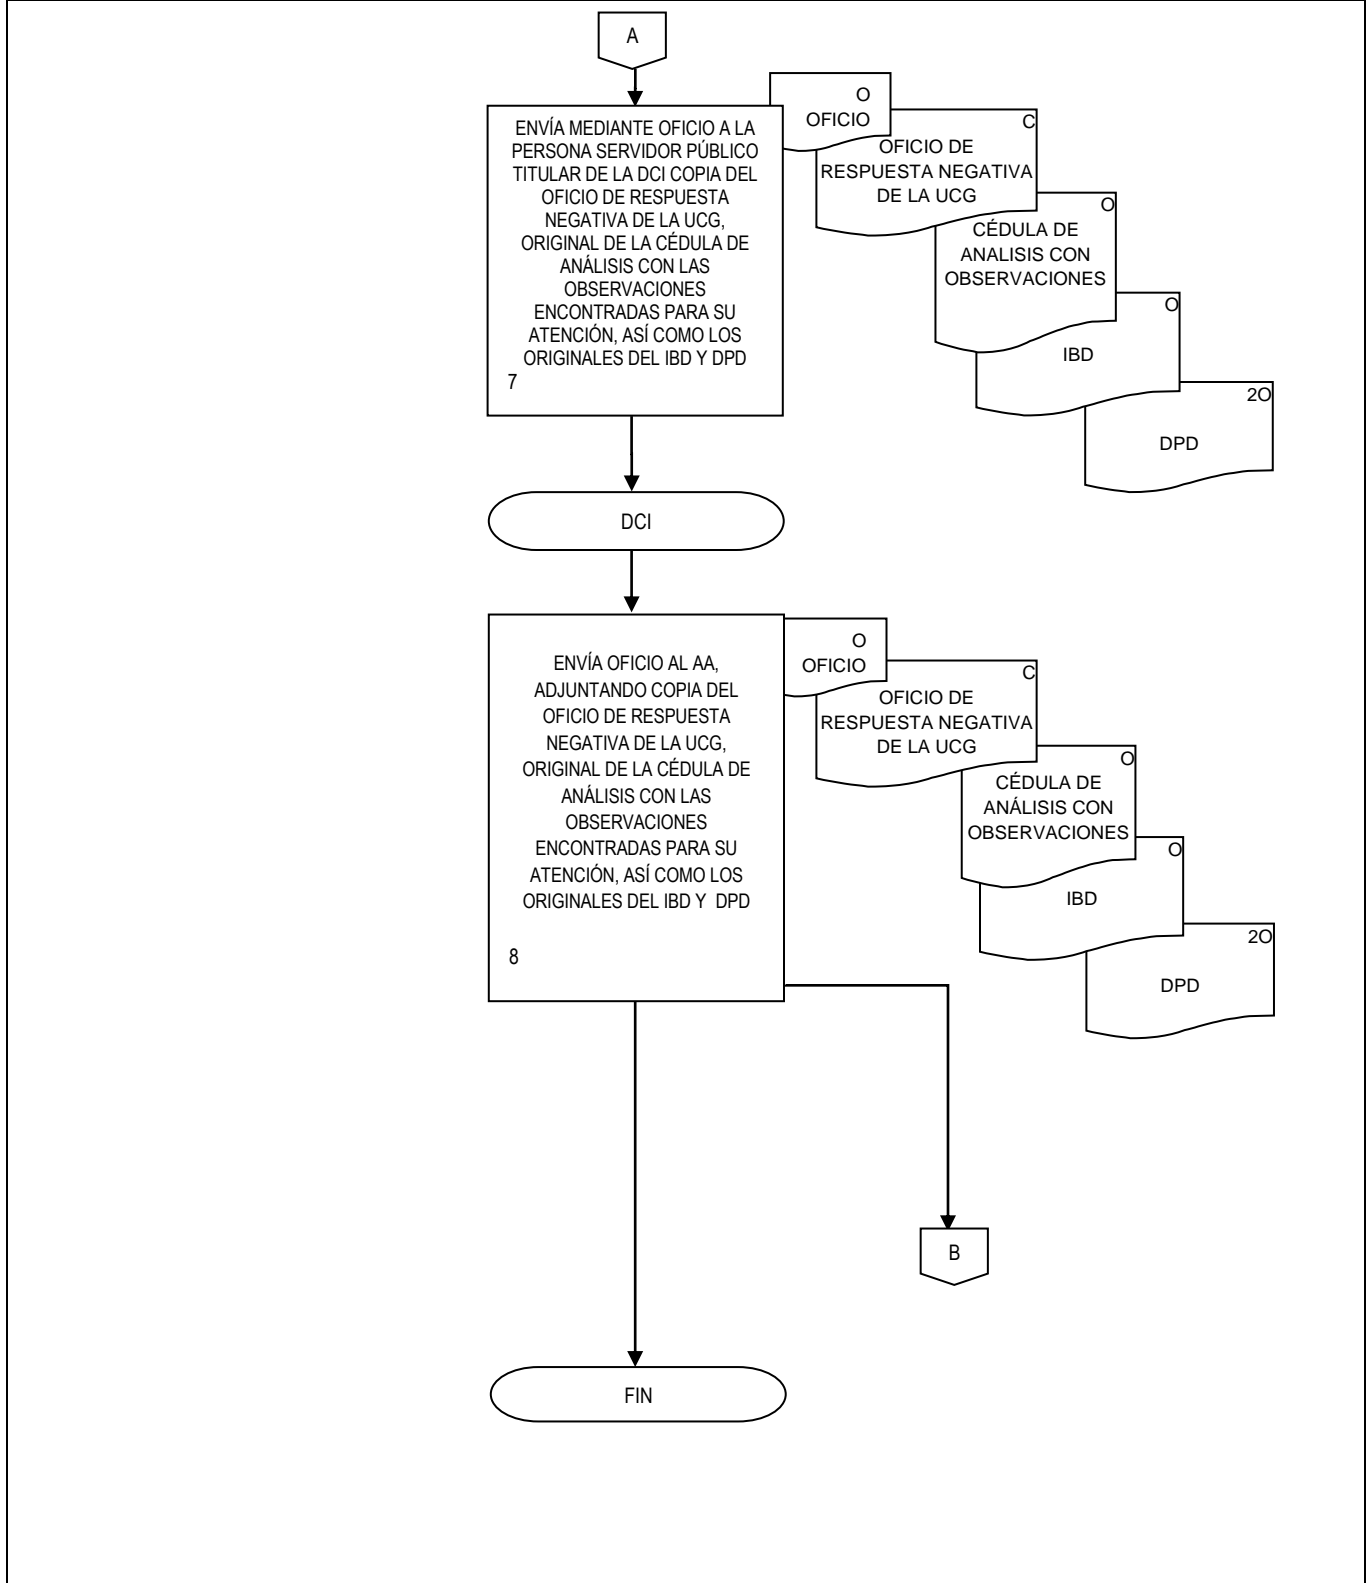 A
ENVÍA MEDIANTE OFICIO A LA
PERSONA SERVIDOR PÚBLICO
TITULAR DE LA DCI COPIA DEL
OFICIO DE RESPUESTA
NEGATIVA DE LA UCG,
ORIGINAL DE LA CÉDULA DE
ANÁLISIS CON LAS
OBSERVACIONES
ENCONTRADAS PARA SU
ATENCIÓN, ASÍ COMO LOS
ORIGINALES DEL IBD Y DPD
7
O
OFICIO
C
OFICIO DE
RESPUESTA NEGATIVA
DE LA UCG
O
CÉDULA DE
ANALISIS CON
OBSERVACIONES
O
IBD
2O
DPD
DCI
ENVÍA OFICIO AL AA,
ADJUNTANDO COPIA DEL
OFICIO DE RESPUESTA
NEGATIVA DE LA UCG,
ORIGINAL DE LA CÉDULA DE
ANÁLISIS CON LAS
OBSERVACIONES
ENCONTRADAS PARA SU
ATENCIÓN, ASÍ COMO LOS
ORIGINALES DEL IBD Y DPD
8
O
OFICIO
C
OFICIO DE
RESPUESTA NEGATIVA
DE LA UCG
O
CÉDULA DE
ANÁLISIS CON
OBSERVACIONES
O
IBD
2O
DPD
B
FIN